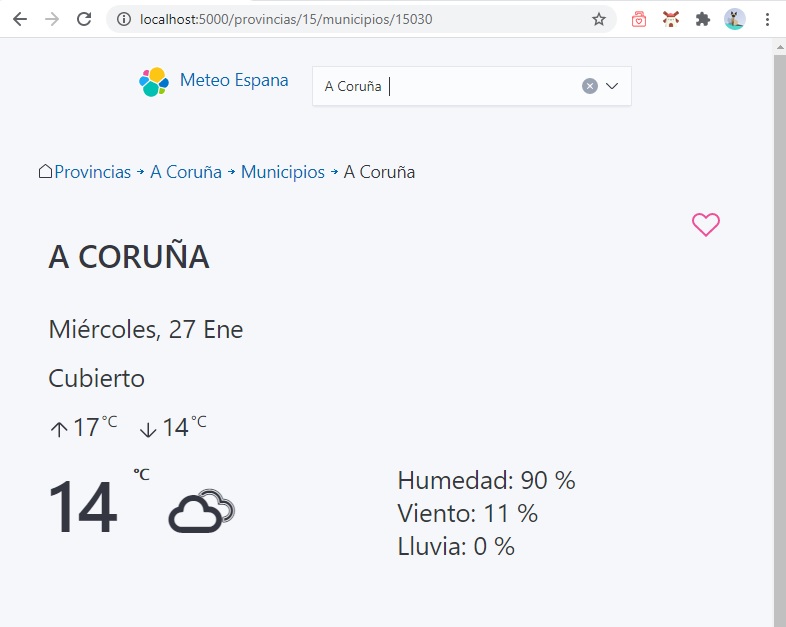 localhost:5000/provincias/15/municipios/15030
Meteo Espana
A Coruña
Provincias → A Coruña → Municipios → A Coruña
A CORUÑA
Miércoles, 27 Ene
Cubierto
↑ 17 °C ↓ 14 °C
14 °C
Humedad: 90 %
Viento: 11 %
Lluvia: 0 %